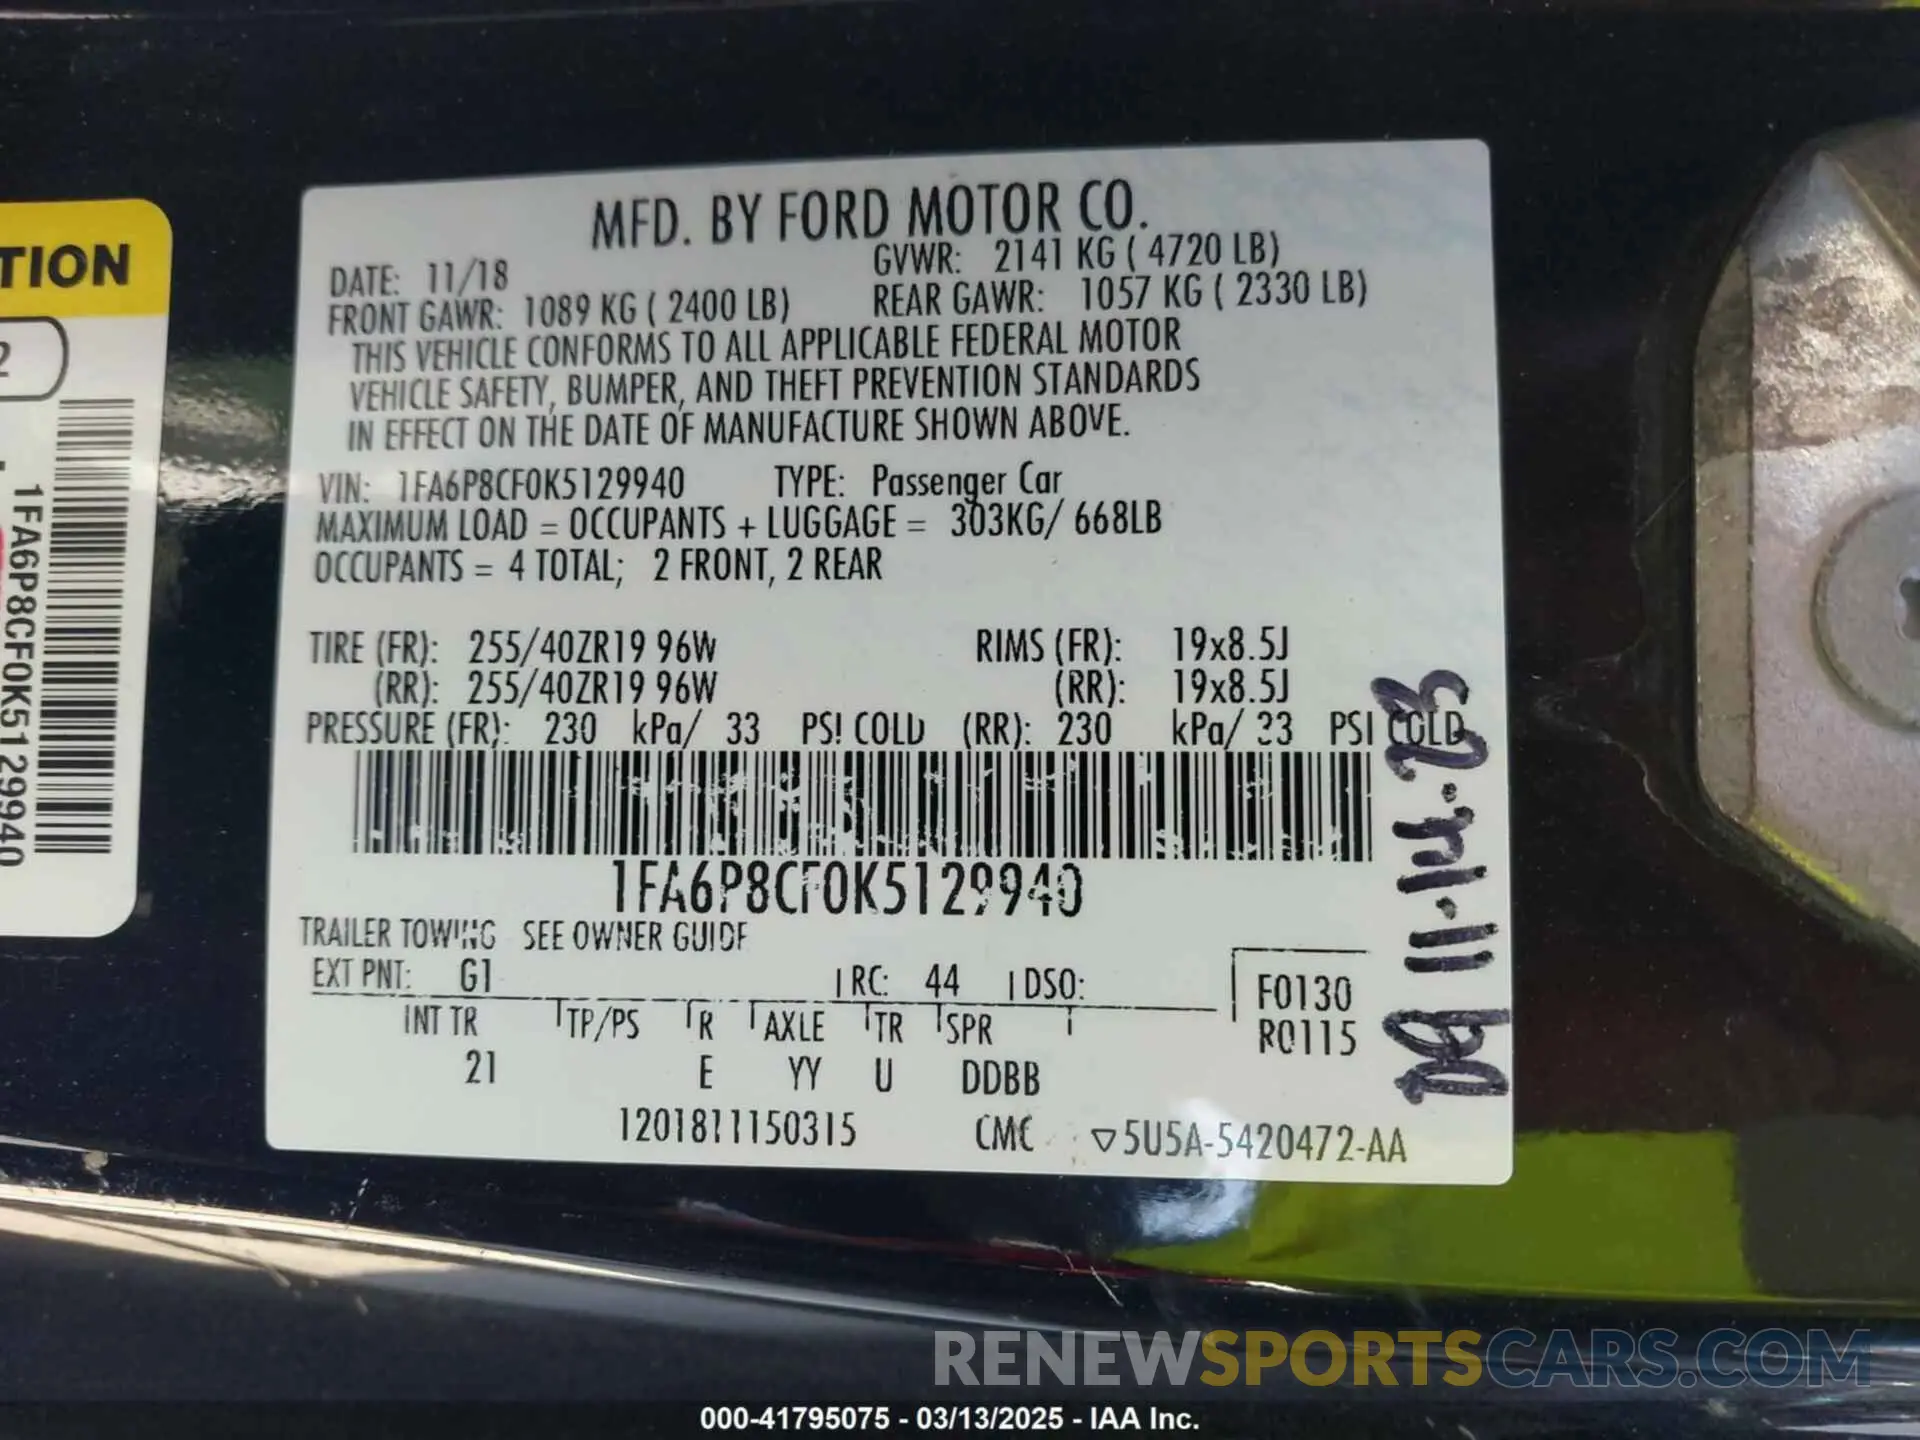 TION
2
1FA6P8CF0K5129940
MFD. BY FORD MOTOR CO.
DATE: 11/18
GVWR: 2141 KG ( 4720 LB)
FRONT GAWR: 1089 KG ( 2400 LB)
REAR GAWR: 1057 KG ( 2330 LB)
THIS VEHICLE CONFORMS TO ALL APPLICABLE FEDERAL MOTOR
VEHICLE SAFETY, BUMPER, AND THEFT PREVENTION STANDARDS
IN EFFECT ON THE DATE OF MANUFACTURE SHOWN ABOVE.
VIN: 1FA6P8CF0K5129940 TYPE: Passenger Car
MAXIMUM LOAD = OCCUPANTS + LUGGAGE = 303KG/ 668LB
OCCUPANTS = 4 TOTAL; 2 FRONT, 2 REAR
TIRE (FR): 255/40ZR19 96W RIMS (FR): 19x8.5J
(RR): 255/40ZR19 96W (RR): 19x8.5J
PRESSURE (FR): 230 kPa/ 33 PSI COLD (RR): 230 kPa/ 33 PSI COLD
1FA6P8CF0K5129940
TRAILER TOWING SEE OWNER GUIDE
EXT PNT: G1 RC: 44 DSO:
F0130
INT TR TP/PS R AXLE TR SPR
R0115
21 E YY U DDBB
1201811150315 CMC ▽5U5A-5420472-AA
RENEWSPORTSCARS.COM
000-41795075 - 03/13/2025 - IAA Inc.